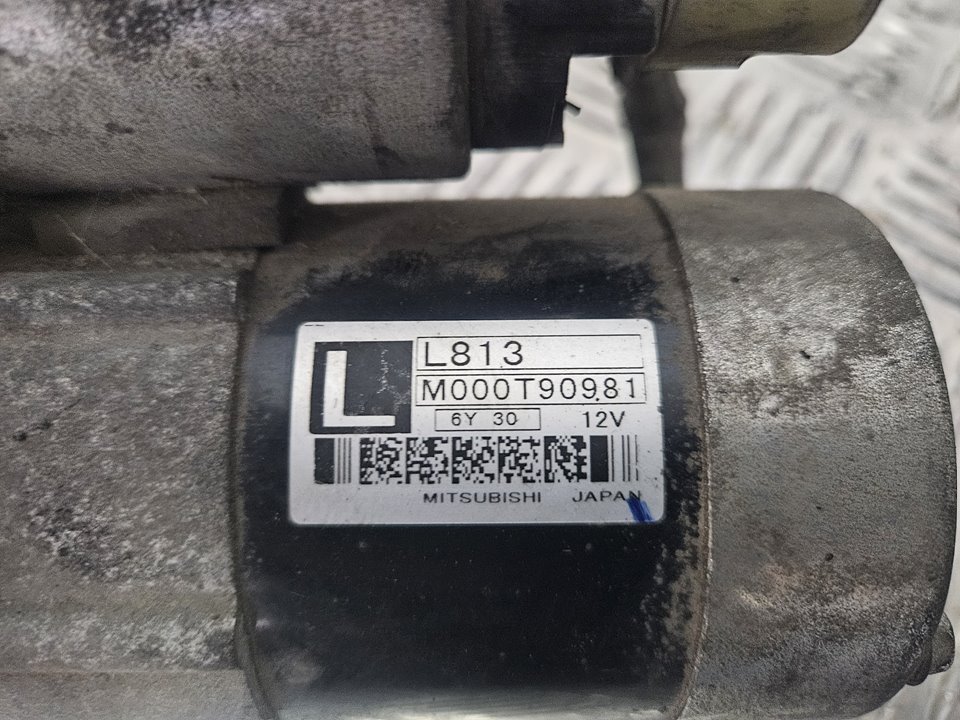 L
L813
M000T90981
6Y 30
12V
MITSUBISHI JAPAN